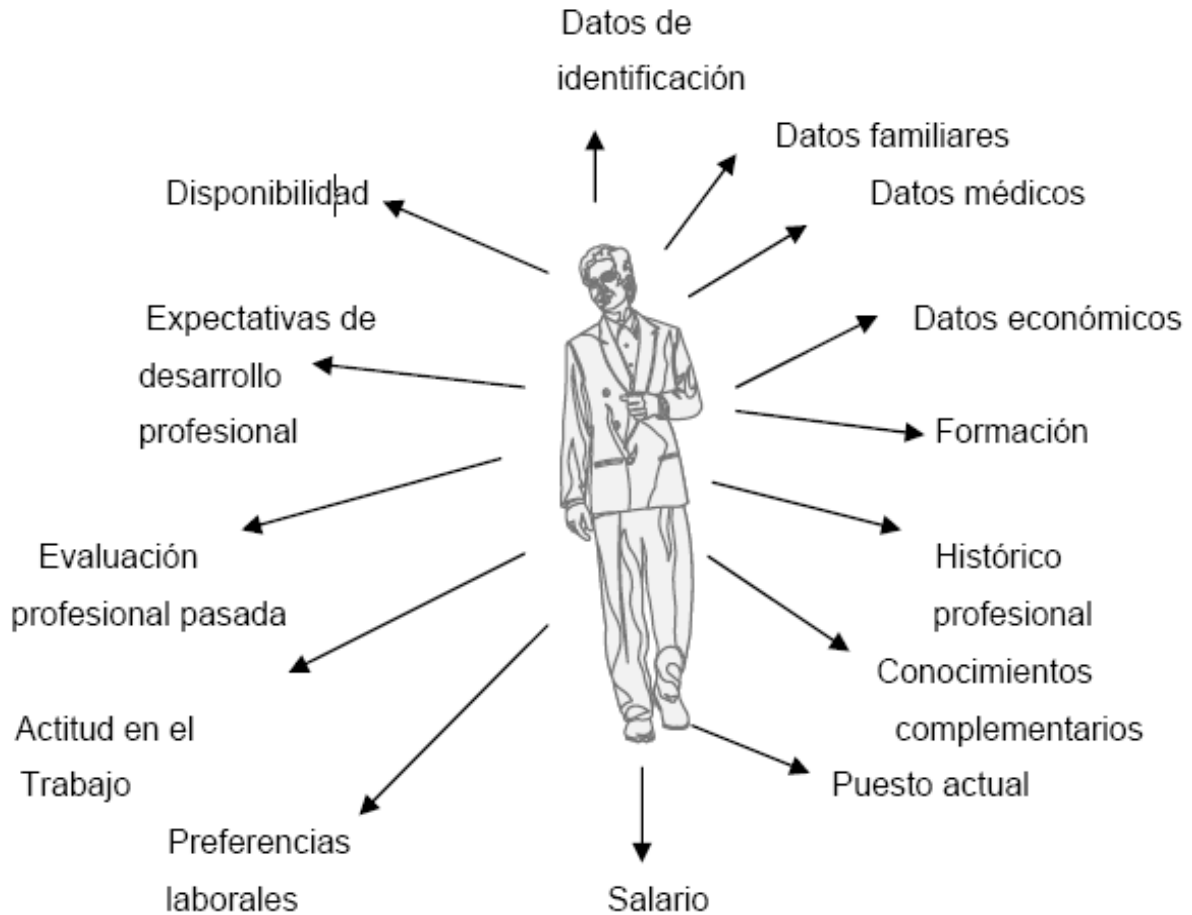 Datos de
identificación
Datos familiares
Datos médicos
Datos económicos
Formación
Histórico
profesional
Conocimientos
complementarios
Puesto actual
Salario
Preferencias
laborales
Actitud en el
Trabajo
Evaluación
profesional pasada
Expectativas de
desarrollo
profesional
Disponibilidad